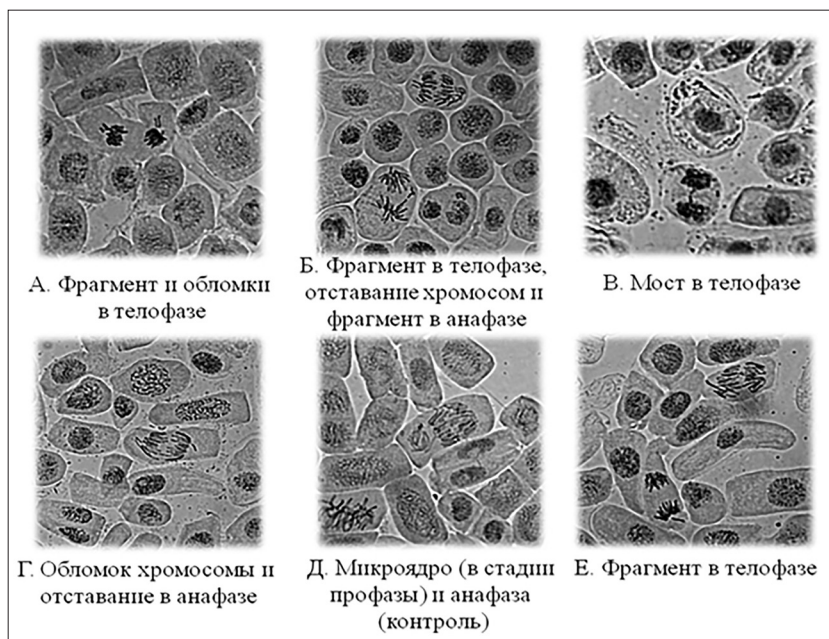 А. Фрагмент и обломки
в телофазе
Б. Фрагмент в телофазе,
отставание хромосом и
фрагмент в анафазе
В. Мост в телофазе
Г. Обломок хромосомы и
отставание в анафазе
Д. Микроядро (в стадии
профазы) и анафаза
(контроль)
Е. Фрагмент в телофазе